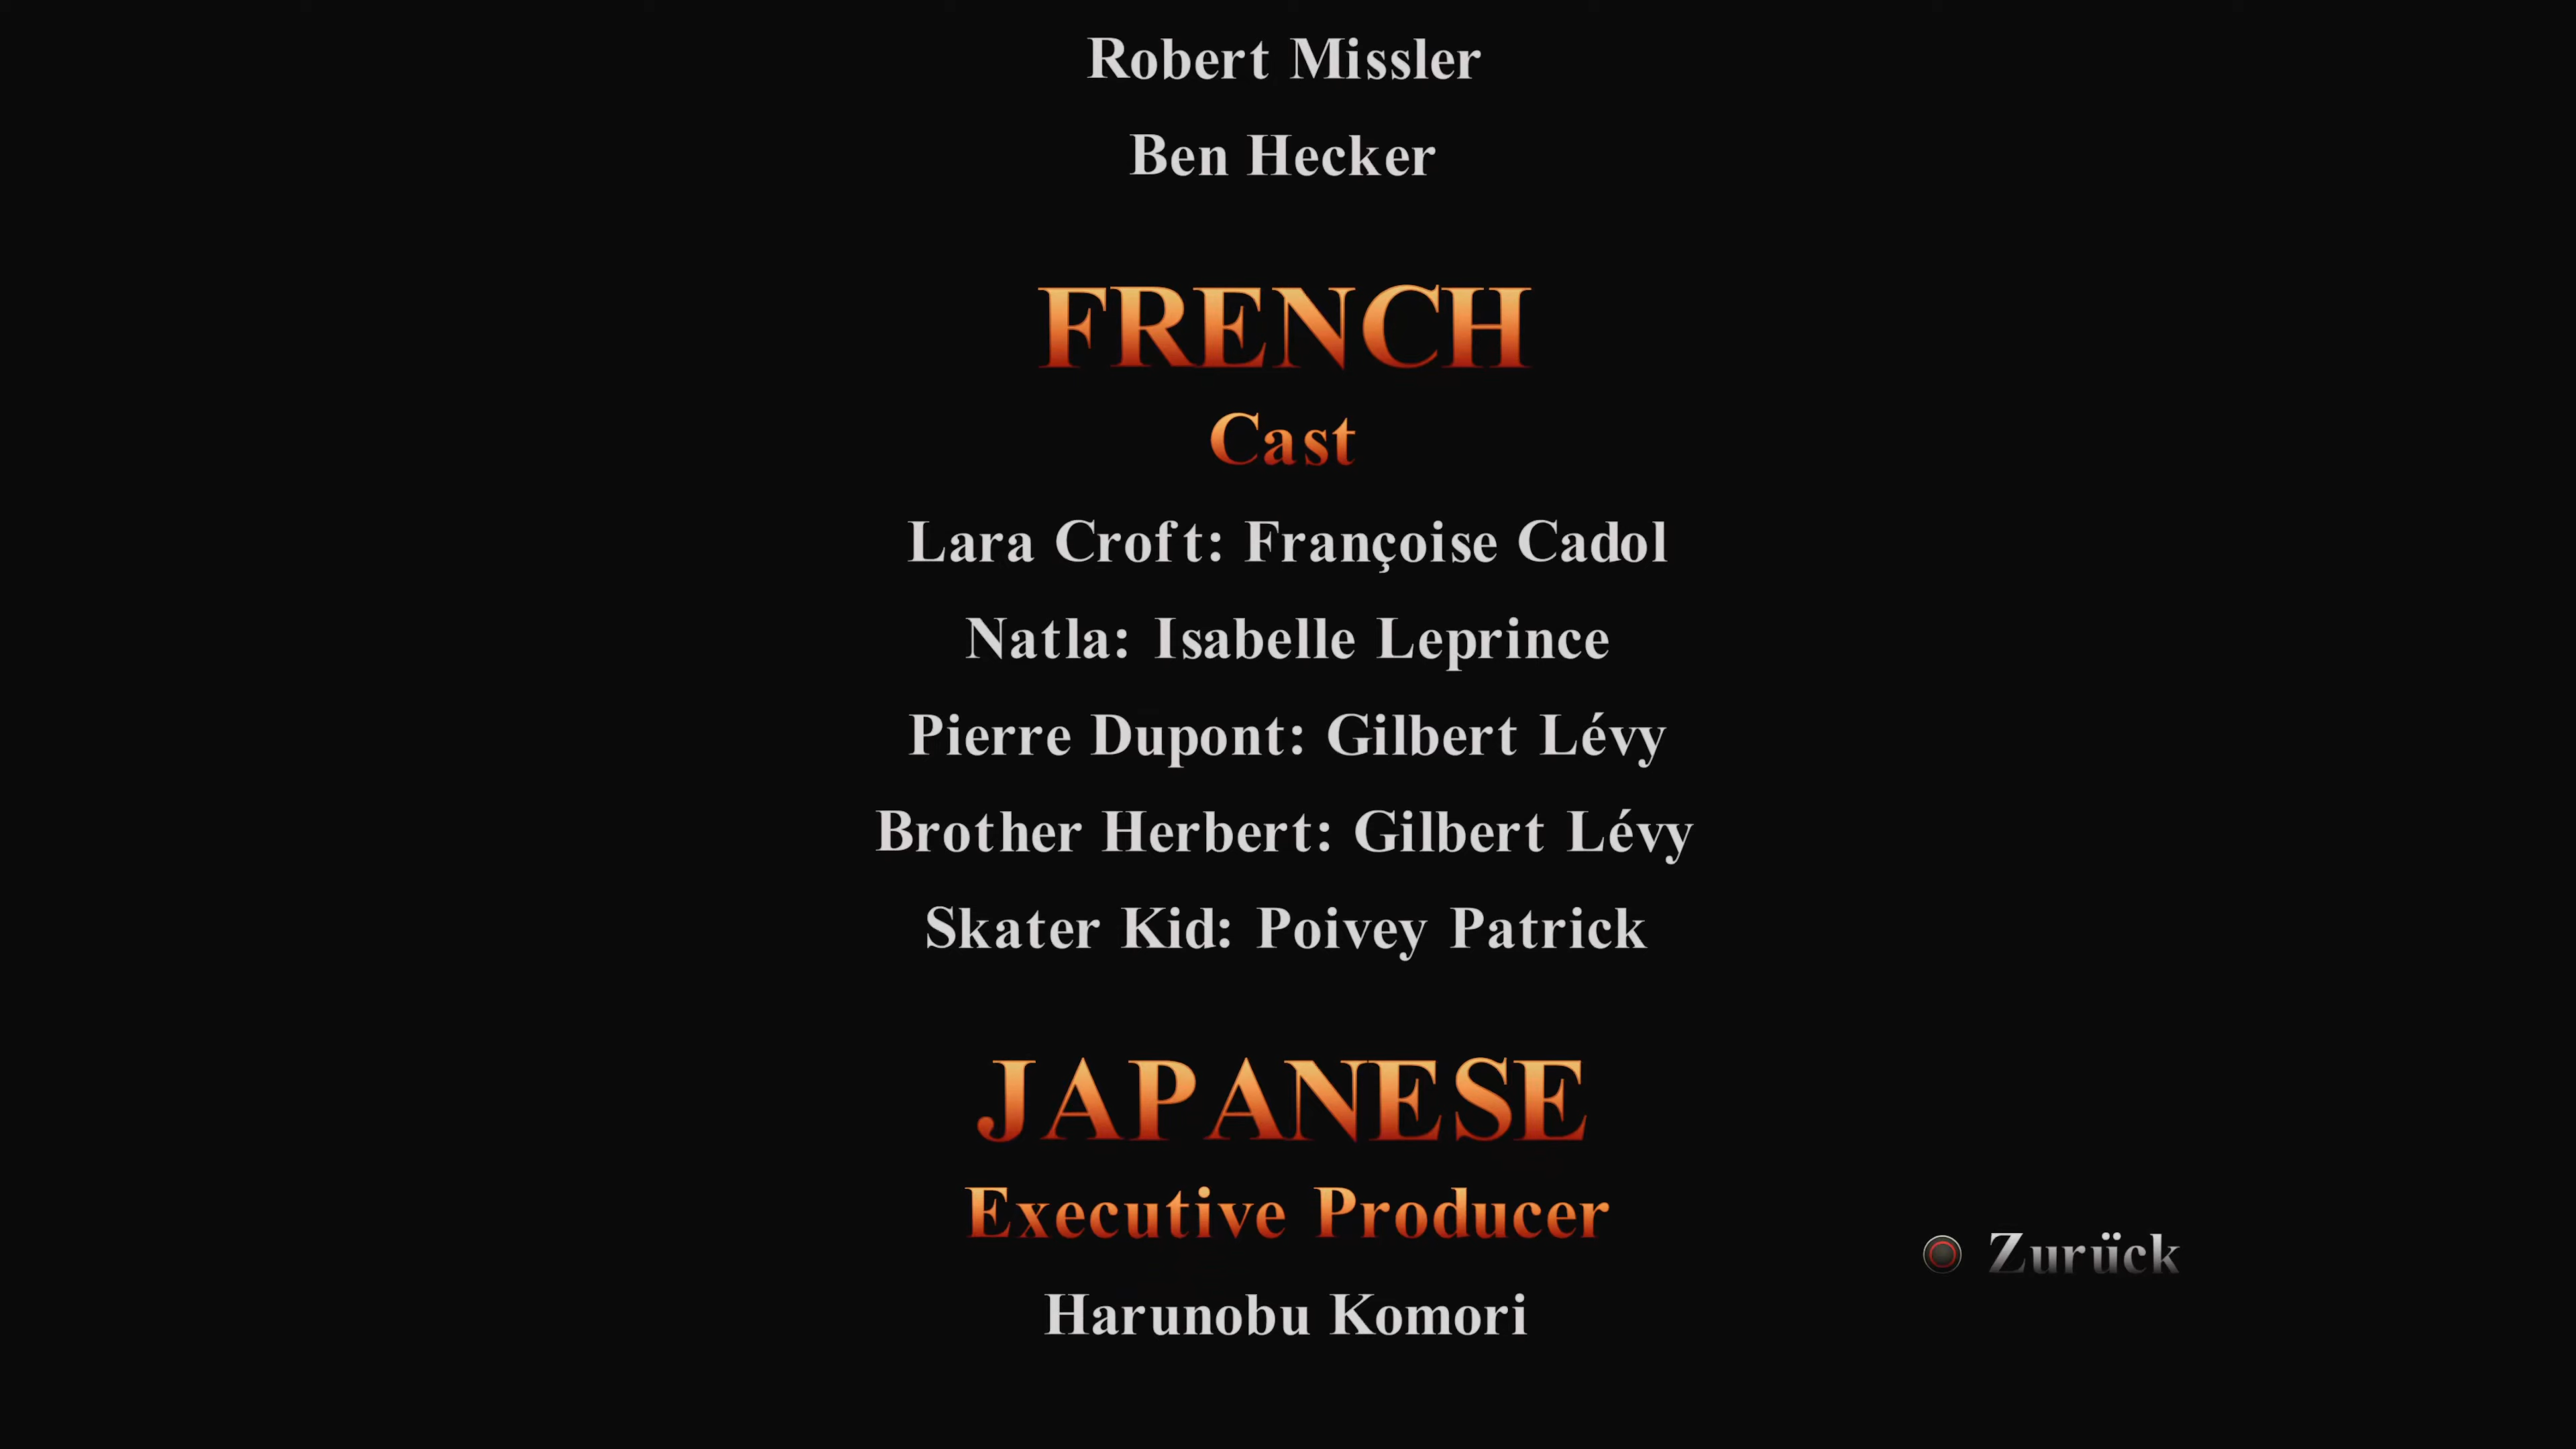 Robert Missler
Ben Hecker
FRENCH
Cast
Lara Croft: Françoise Cadol
Natla: Isabelle Leprince
Pierre Dupont: Gilbert Lévy
Brother Herbert: Gilbert Lévy
Skater Kid: Poivey Patrick
JAPANESE
Executive Producer
Zurück
Harunobu Komori